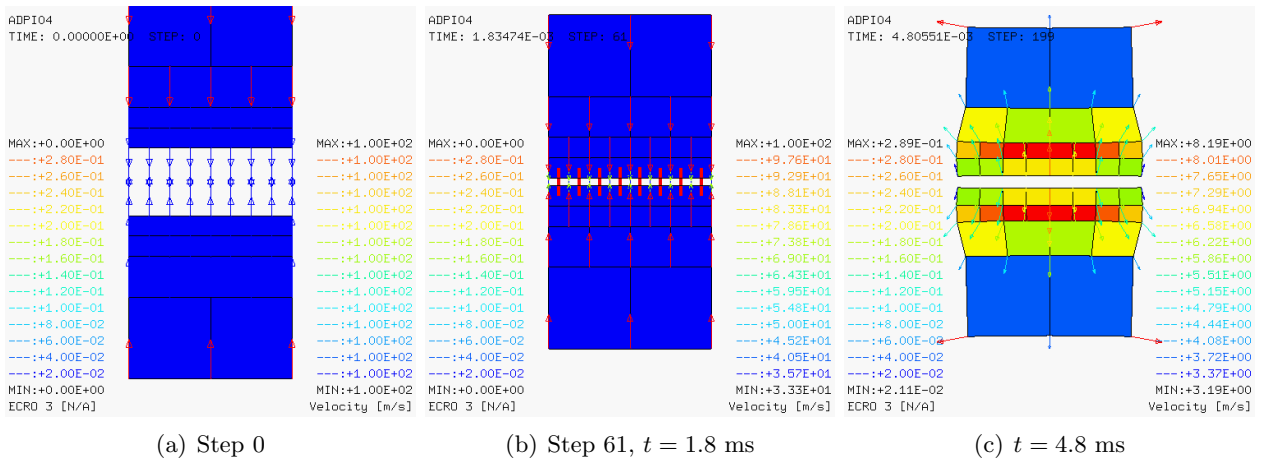 ADPI04
TIME: 0.00000E+00 STEP: 0
MAX:+0.00E+00
---:+2.80E-01
---:+2.60E-01
---:+2.40E-01
---:+2.20E-01
---:+2.00E-01
---:+1.80E-01
---:+1.60E-01
---:+1.40E-01
---:+1.20E-01
---:+1.00E-01
---:+8.00E-02
---:+6.00E-02
---:+4.00E-02
---:+2.00E-02
MIN:+0.00E+00
ECRO 3 [N/A]
MAX:+1.00E+02
---:+1.00E+02
---:+1.00E+02
---:+1.00E+02
---:+1.00E+02
---:+1.00E+02
---:+1.00E+02
---:+1.00E+02
---:+1.00E+02
---:+1.00E+02
---:+1.00E+02
---:+1.00E+02
---:+1.00E+02
---:+1.00E+02
---:+1.00E+02
MIN:+1.00E+02
Velocity [m/s]
(a) Step 0
ADPI04
TIME: 1.83474E-03 STEP: 61
MAX:+0.00E+00
---:+2.80E-01
---:+2.60E-01
---:+2.40E-01
---:+2.20E-01
---:+2.00E-01
---:+1.80E-01
---:+1.60E-01
---:+1.40E-01
---:+1.20E-01
---:+1.00E-01
---:+8.00E-02
---:+6.00E-02
---:+4.00E-02
---:+2.00E-02
MIN:+0.00E+00
ECRO 3 [N/A]
MAX:+1.00E+02
---:+9.76E+01
---:+9.29E+01
---:+8.81E+01
---:+8.33E+01
---:+7.86E+01
---:+7.38E+01
---:+6.90E+01
---:+6.43E+01
---:+5.95E+01
---:+5.48E+01
---:+5.00E+01
---:+4.52E+01
---:+4.05E+01
---:+3.57E+01
MIN:+3.33E+01
Velocity [m/s]
(b) Step 61, t = 1.8 ms
ADPI04
TIME: 4.80551E-03 STEP: 199
MAX:+2.89E-01
---:+2.80E-01
---:+2.60E-01
---:+2.40E-01
---:+2.20E-01
---:+2.00E-01
---:+1.80E-01
---:+1.60E-01
---:+1.40E-01
---:+1.20E-01
---:+1.00E-01
---:+8.00E-02
---:+6.00E-02
---:+4.00E-02
---:+2.00E-02
MIN:+2.11E-02
ECRO 3 [N/A]
MAX:+8.19E+00
---:+8.01E+00
---:+7.65E+00
---:+7.29E+00
---:+6.94E+00
---:+6.58E+00
---:+6.22E+00
---:+5.86E+00
---:+5.51E+00
---:+5.15E+00
---:+4.79E+00
---:+4.44E+00
---:+4.08E+00
---:+3.72E+00
---:+3.37E+00
MIN:+3.19E+00
Velocity [m/s]
(c) t = 4.8 ms